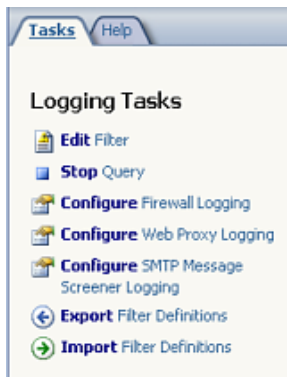 Tasks Help
Logging Tasks
Edit Filter
Stop Query
Configure Firewall Logging
Configure Web Proxy Logging
Configure SMTP Message
Screener Logging
Export Filter Definitions
Import Filter Definitions